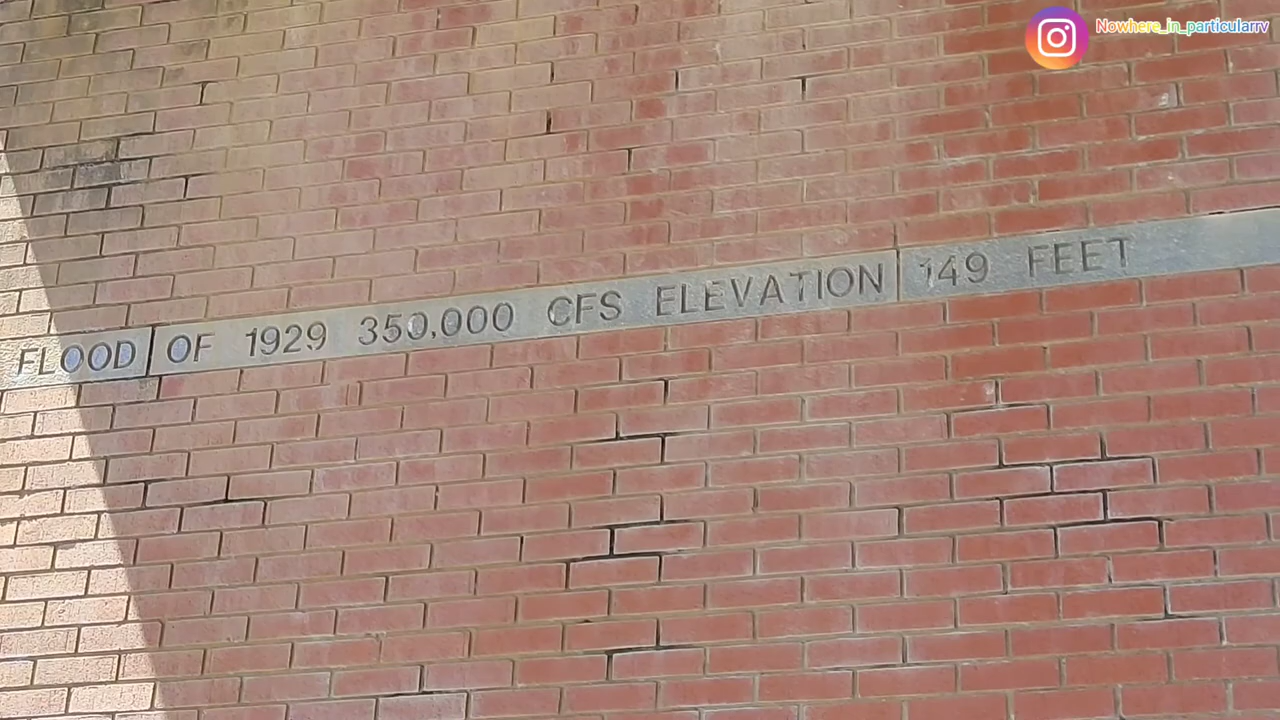 Nowhere_in_particularrv
FLOOD OF 1929 350,000 CFS ELEVATION 149 FEET